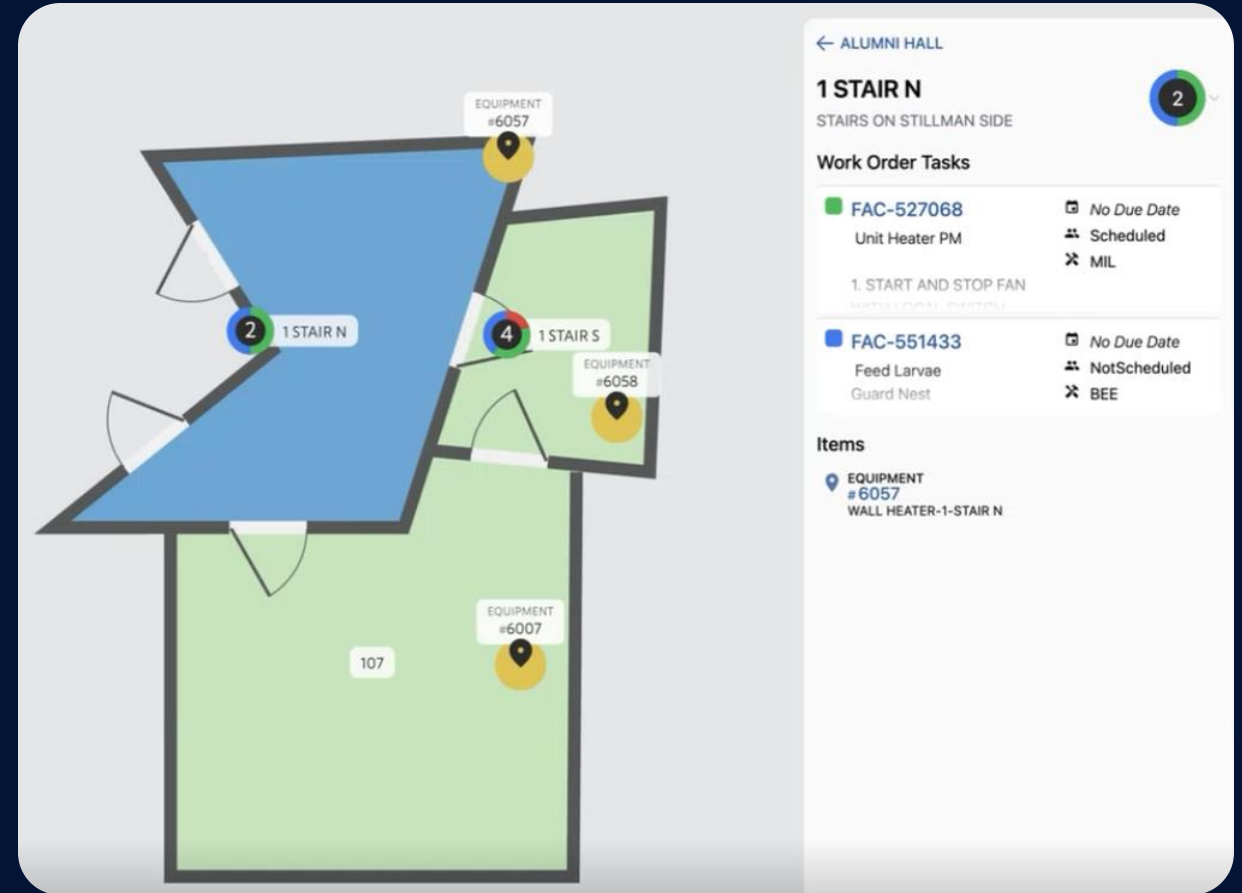 EQUIPMENT
#6057
2
1 STAIR N
4
1 STAIR S
EQUIPMENT
#6058
EQUIPMENT
#6007
107
← ALUMNI HALL
1 STAIR N
2
STAIRS ON STILLMAN SIDE
Work Order Tasks
FAC-527068
No Due Date
Unit Heater PM
Scheduled
MIL
1. START AND STOP FAN
FAC-551433
No Due Date
Feed Larvae
NotScheduled
Guard Nest
BEE
Items
EQUIPMENT
#6057
WALL HEATER-1-STAIR N